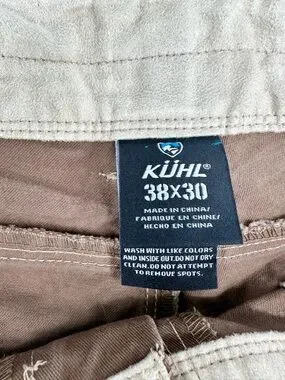 KÜHL®
38X30
MADE IN CHINA/
FABRIQUE EN CHINE/
HECHO EN CHINA
WASH WITH LIKE COLORS
AND INSIDE OUT.DO NOT DRY
CLEAN.DO NOT ATTEMPT
TO REMOVE SPOTS.